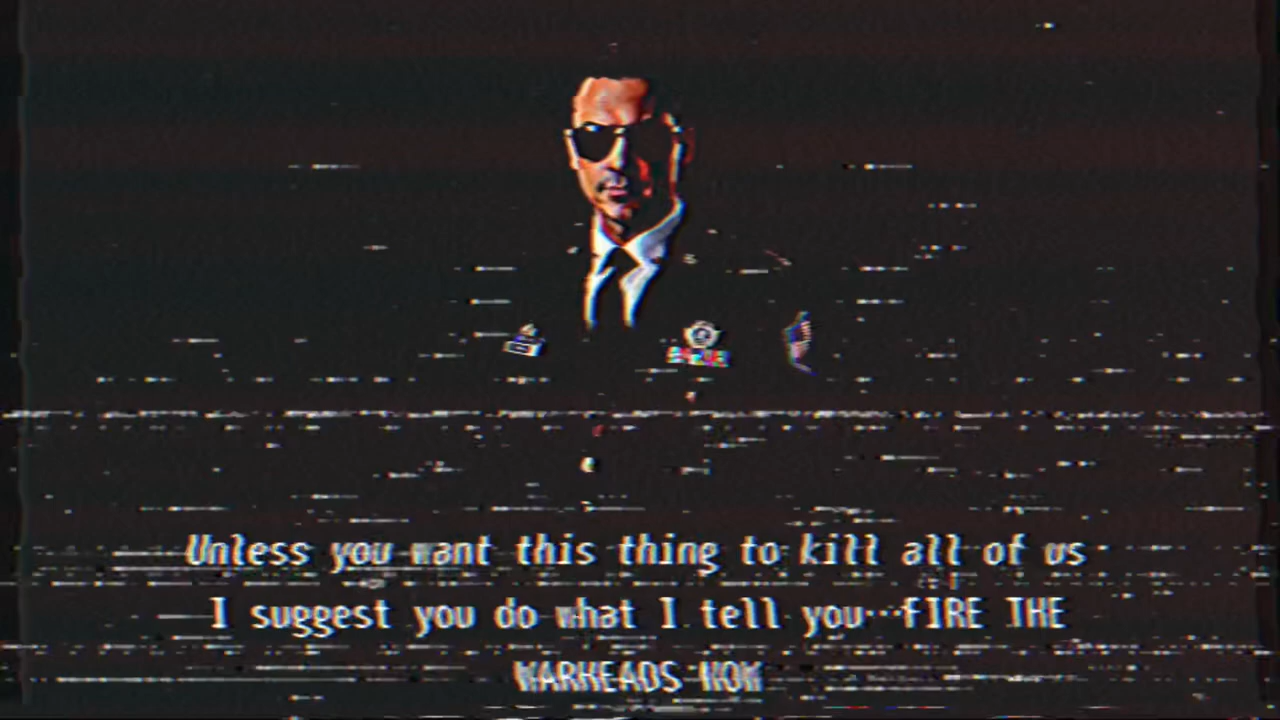 Unless you want this thing to kill all of us
I suggest you do what I tell you…FIRE THE
WARHEADS NOW